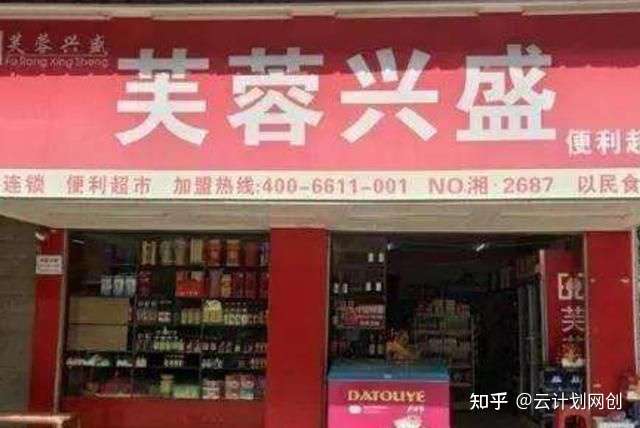 芙蓉兴盛
Fu Rong Xing Sheng
芙蓉兴盛
便利超
连锁 便利超市 加盟热线:400-6611-001 NO.湘·2687 以民食
芙蓉
DATOUYE
知乎 @云计划网创